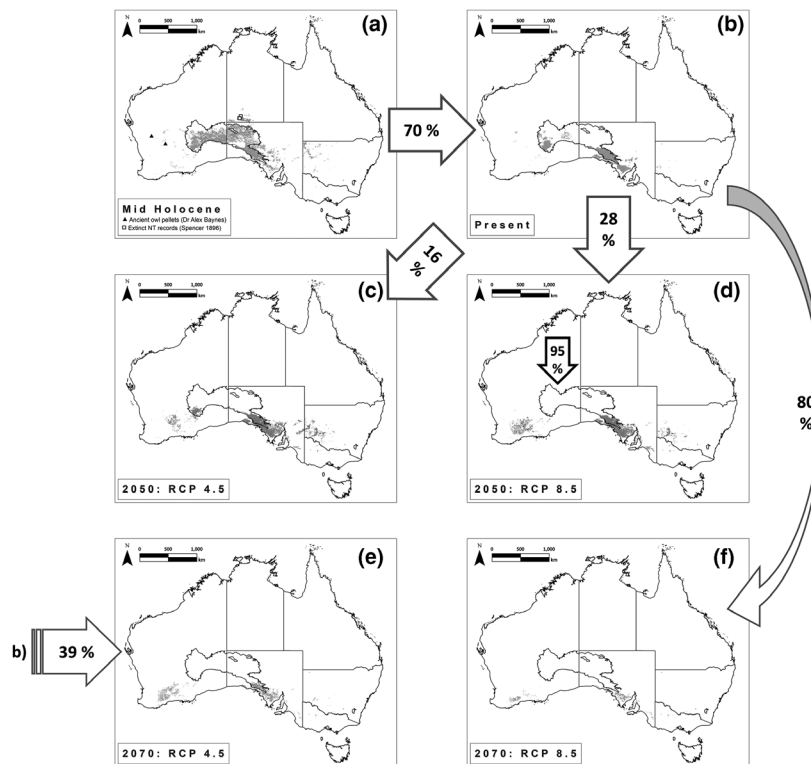 (a)
N
0 500 1,000
km
Mid Holocene
▲ Ancient owl pellets (Dr Alex Baynes)
□ Extinct NT records (Spencer 1896)
70 %
(b)
N
0 500 1,000
km
Present
16
%
28
%
80
%
(c)
N
0 500 1,000
km
2050: RCP 4.5
(d)
N
0 500 1,000
km
95
%
2050: RCP 8.5
b)
39 %
(e)
N
0 500 1,000
km
2070: RCP 4.5
(f)
N
0 500 1,000
km
2070: RCP 8.5